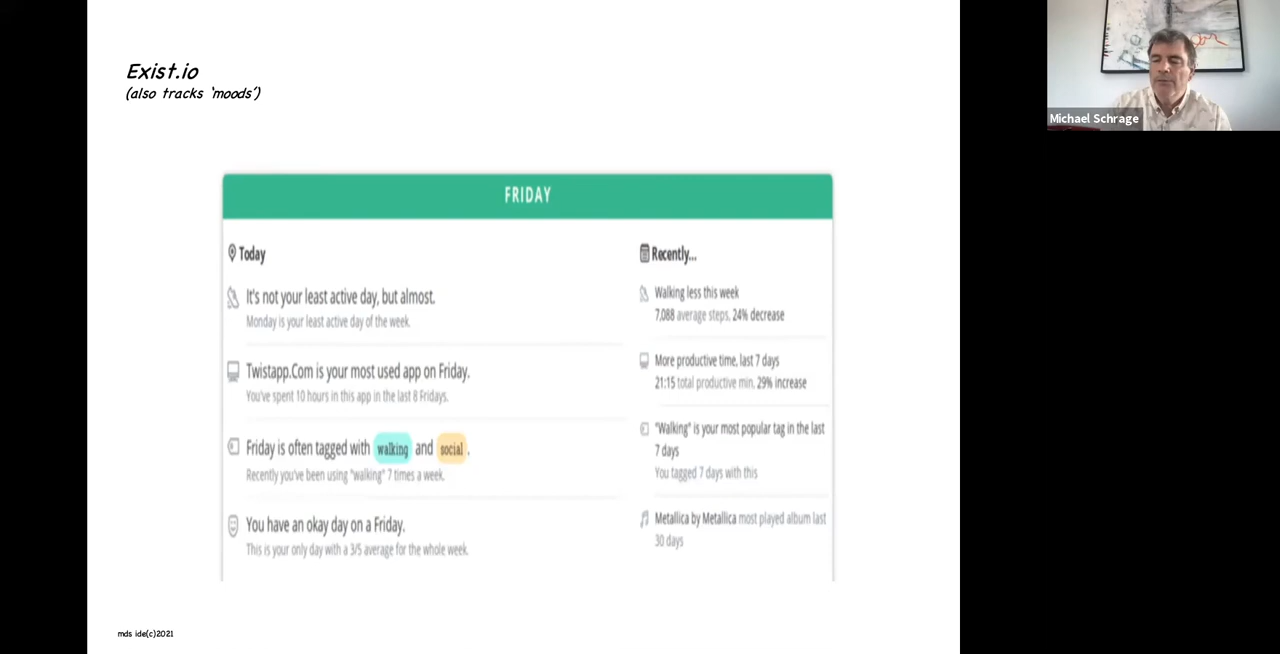 Exist.io
(also tracks 'moods')
FRIDAY
Today
It's not your least active day, but almost.
Monday is your least active day of the week.
Twistapp.Com is your most used app on Friday.
You've spent 10 hours in this app in the last 8 Fridays.
Friday is often tagged with walking and social.
Recently you've been using "walking" 7 times a week.
You have an okay day on a Friday.
This is your only day with a 3/5 average for the whole week.
Recently...
Walking less this week
7,088 average steps, 24% decrease
More productive time, last 7 days
21:15 total productive min, 29% increase
"Walking" is your most popular tag in the last
7 days
You tagged 7 days with this
Metallica by Metallica most played album last
30 days
mds ide(c)2021
Michael Schrage